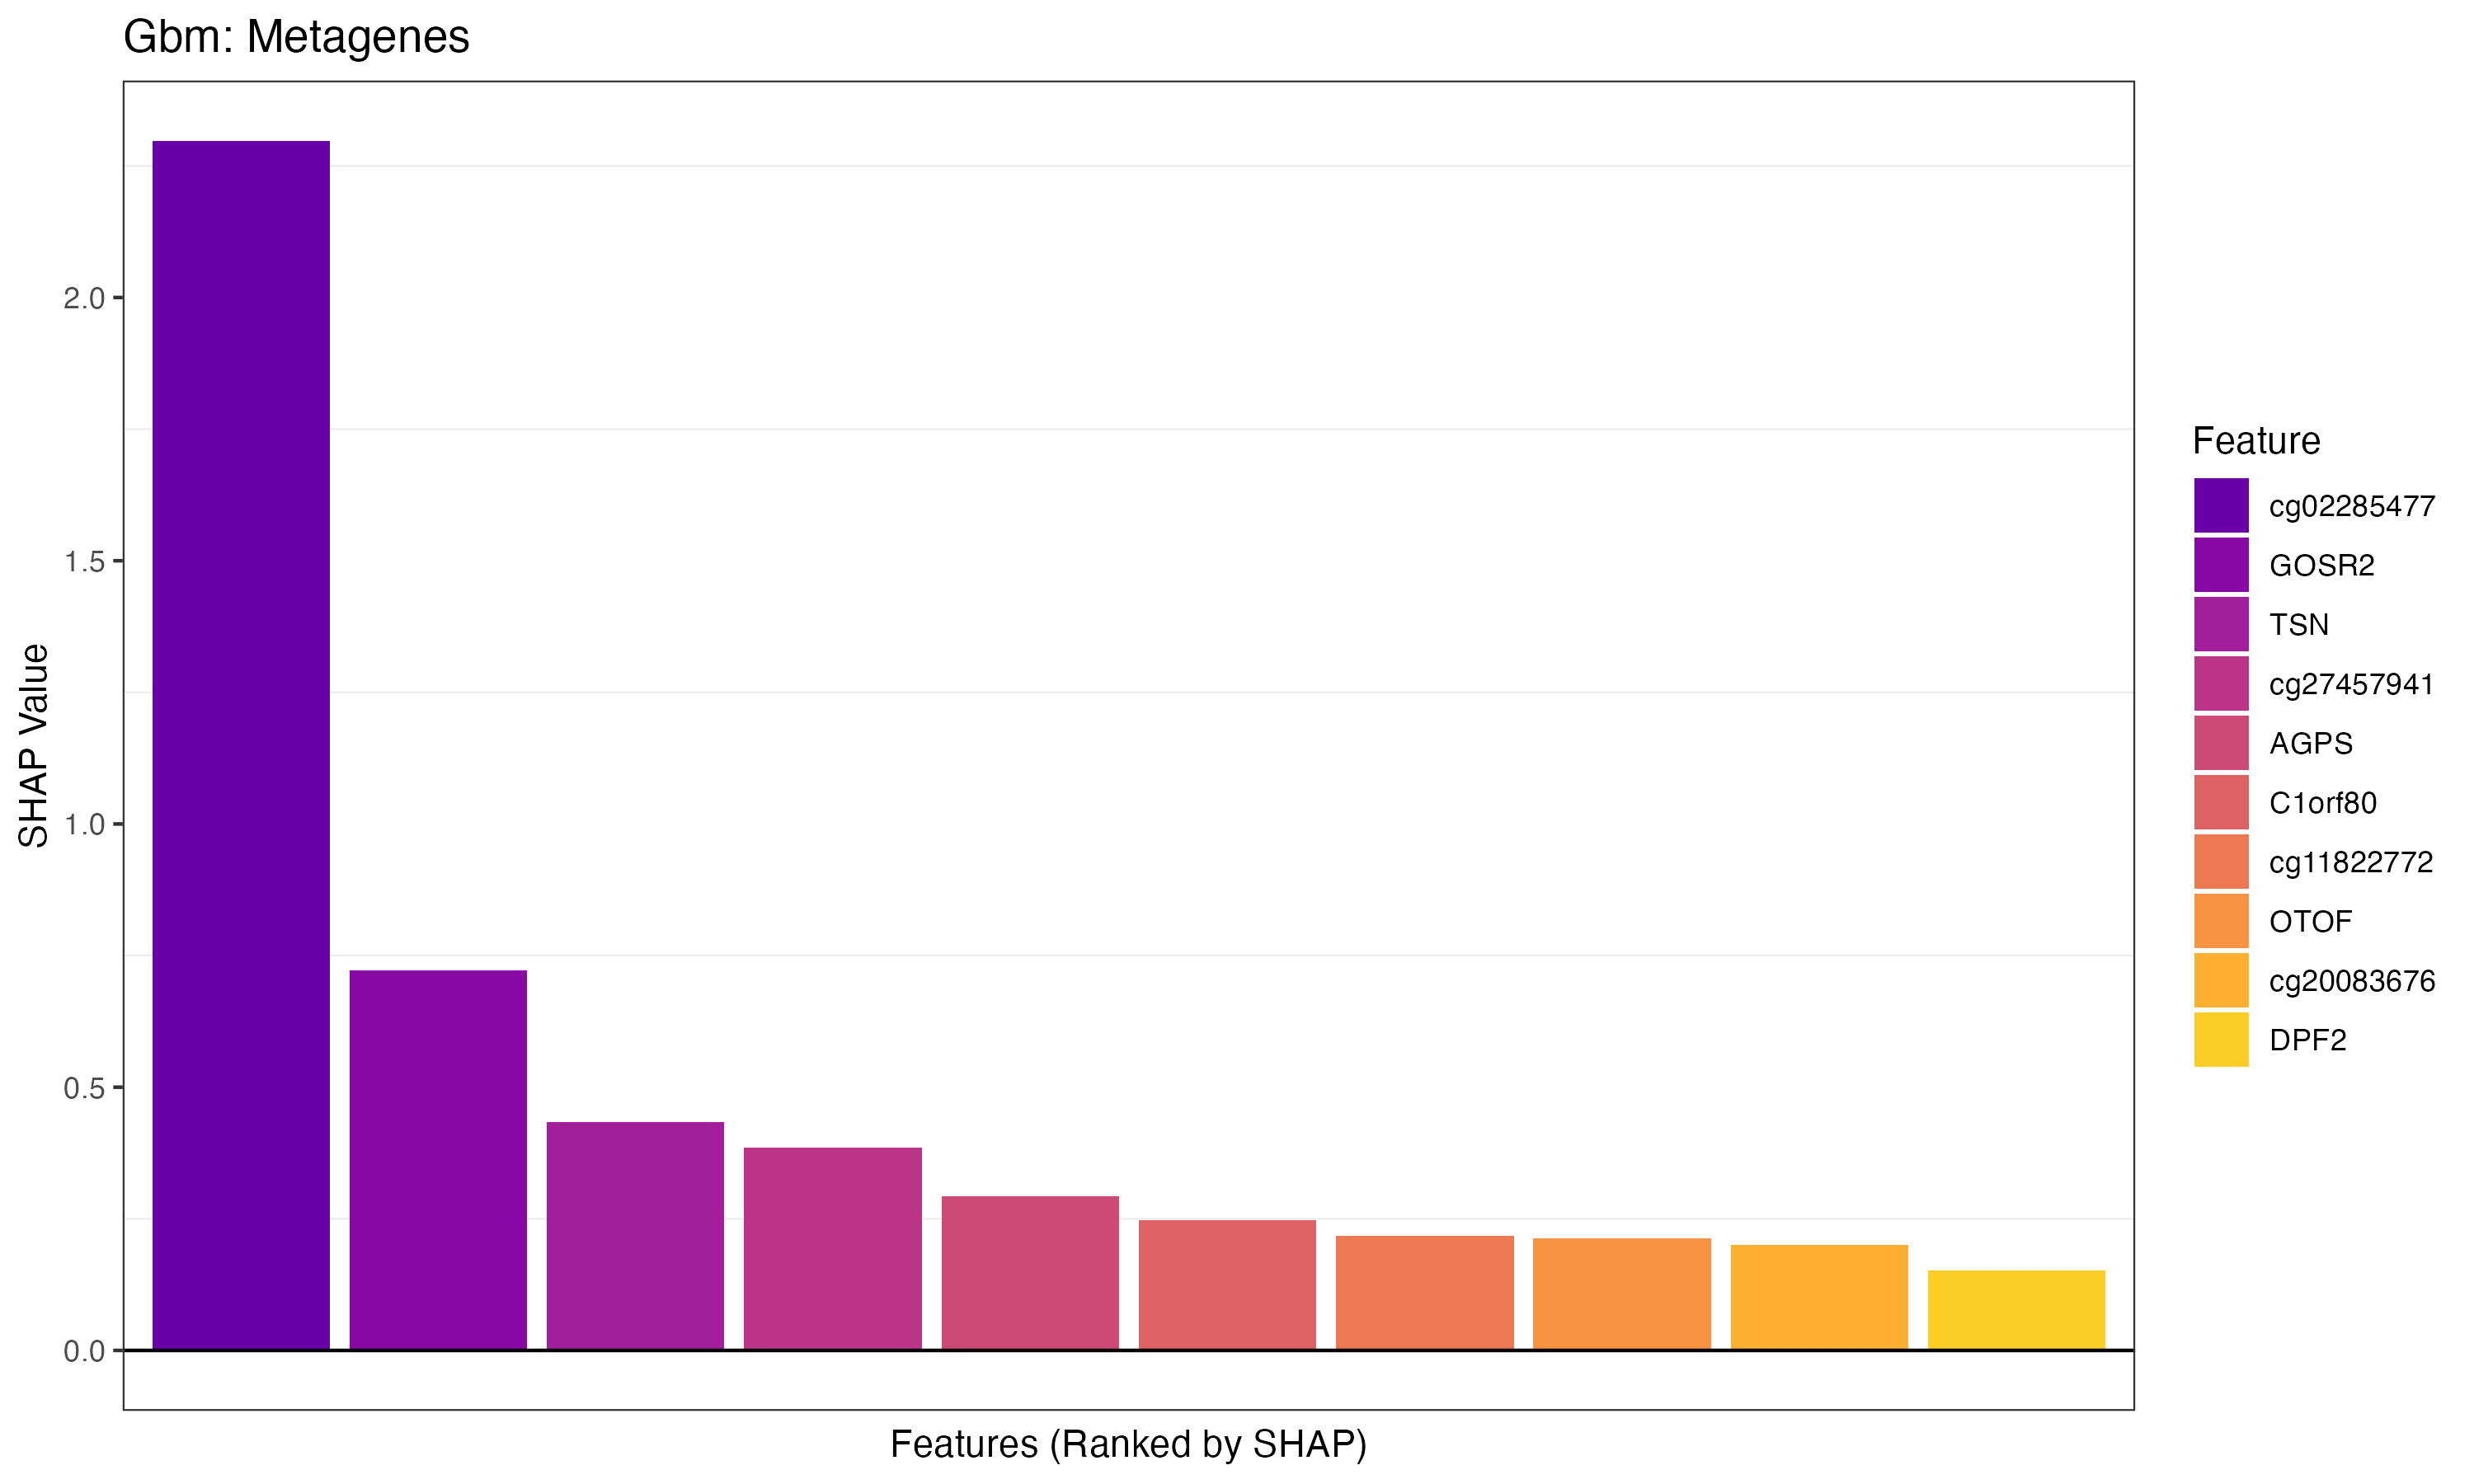 Gbm: Metagenes
SHAP Value
2.0
1.5
1.0
0.5
0.0
Features (Ranked by SHAP)
Feature
cg02285477
GOSR2
TSN
cg27457941
AGPS
C1orf80
cg11822772
OTOF
cg20083676
DPF2